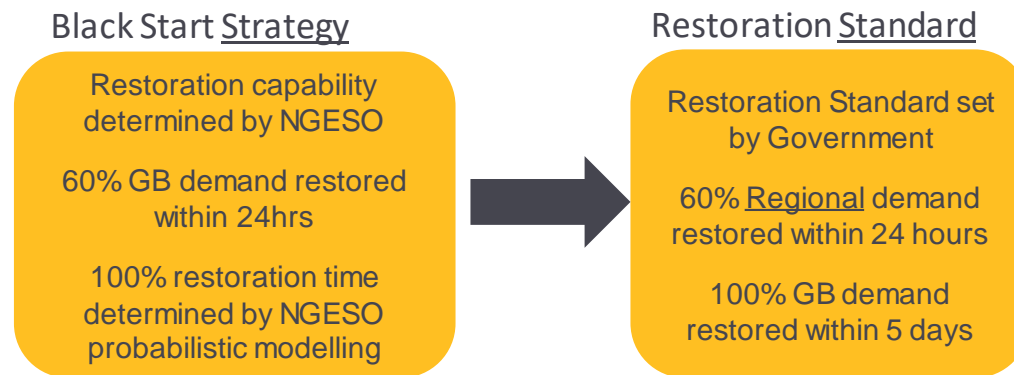 Black Start Strategy
Restoration capability
determined by NGESO
60% GB demand restored
within 24hrs
100% restoration time
determined by NGESO
probabilistic modelling
Restoration Standard
Restoration Standard set
by Government
60% Regional demand
restored within 24 hours
100% GB demand
restored within 5 days